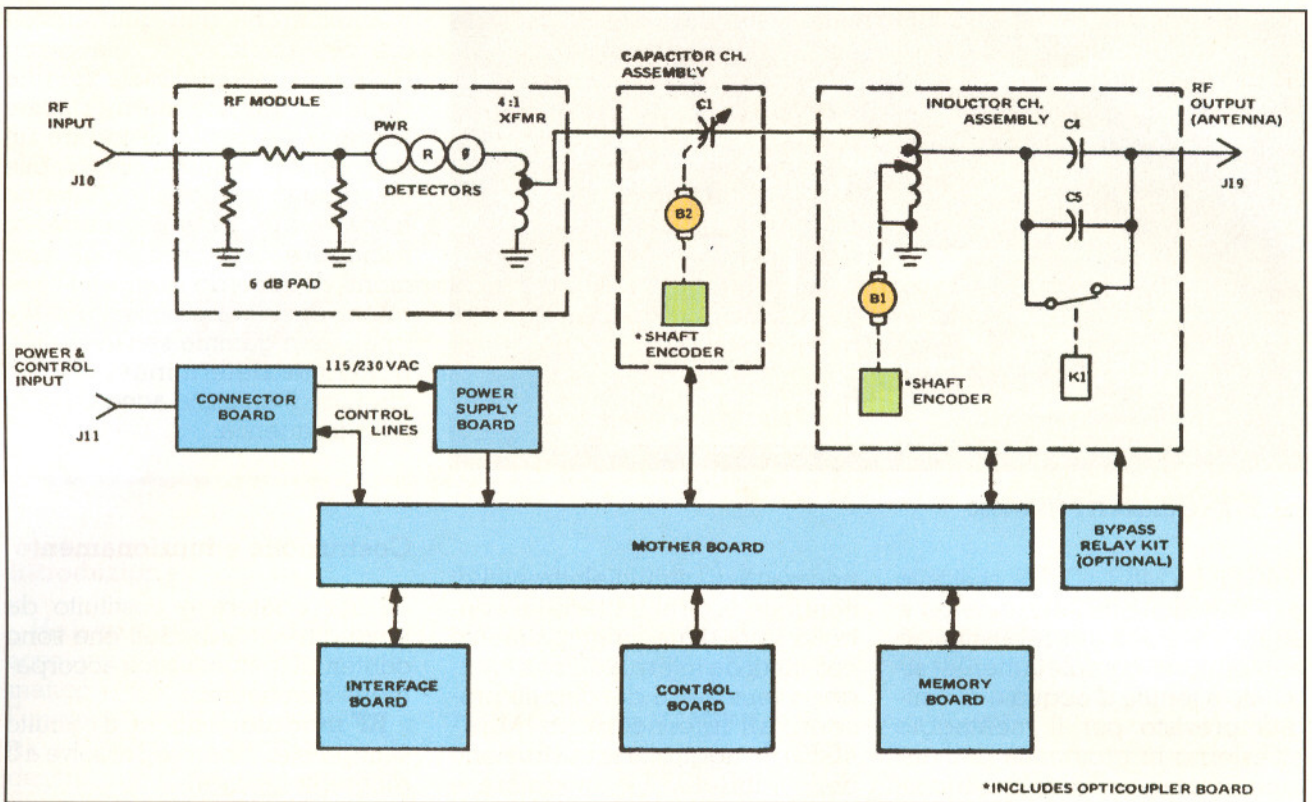 CAPACITOR CH.
ASSEMBLY
RF
INPUT
J10
RF MODULE
4:1
XFMR
PWR
R
φ
DETECTORS
6 dB PAD
C1
B2
*SHAFT
ENCODER
INDUCTOR CH.
ASSEMBLY
C4
C5
K1
B1
*SHAFT
ENCODER
RF
OUTPUT
(ANTENNA)
J19
POWER &
CONTROL
INPUT
J11
CONNECTOR
BOARD
115/230 VAC
CONTROL
LINES
POWER
SUPPLY
BOARD
MOTHER BOARD
BYPASS
RELAY KIT
(OPTIONAL)
INTERFACE
BOARD
CONTROL
BOARD
MEMORY
BOARD
*INCLUDES OPTICOUPLER BOARD